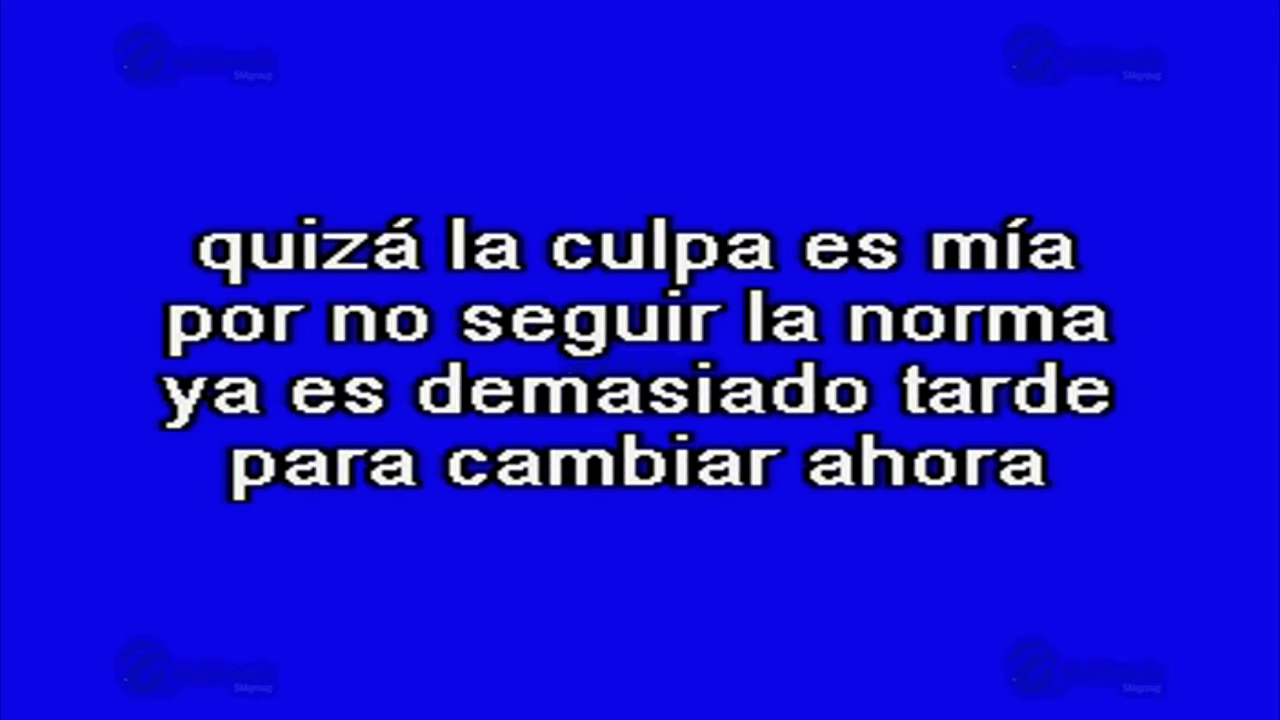 quizá la culpa es mía
por no seguir la norma
ya es demasiado tarde
para cambiar ahora